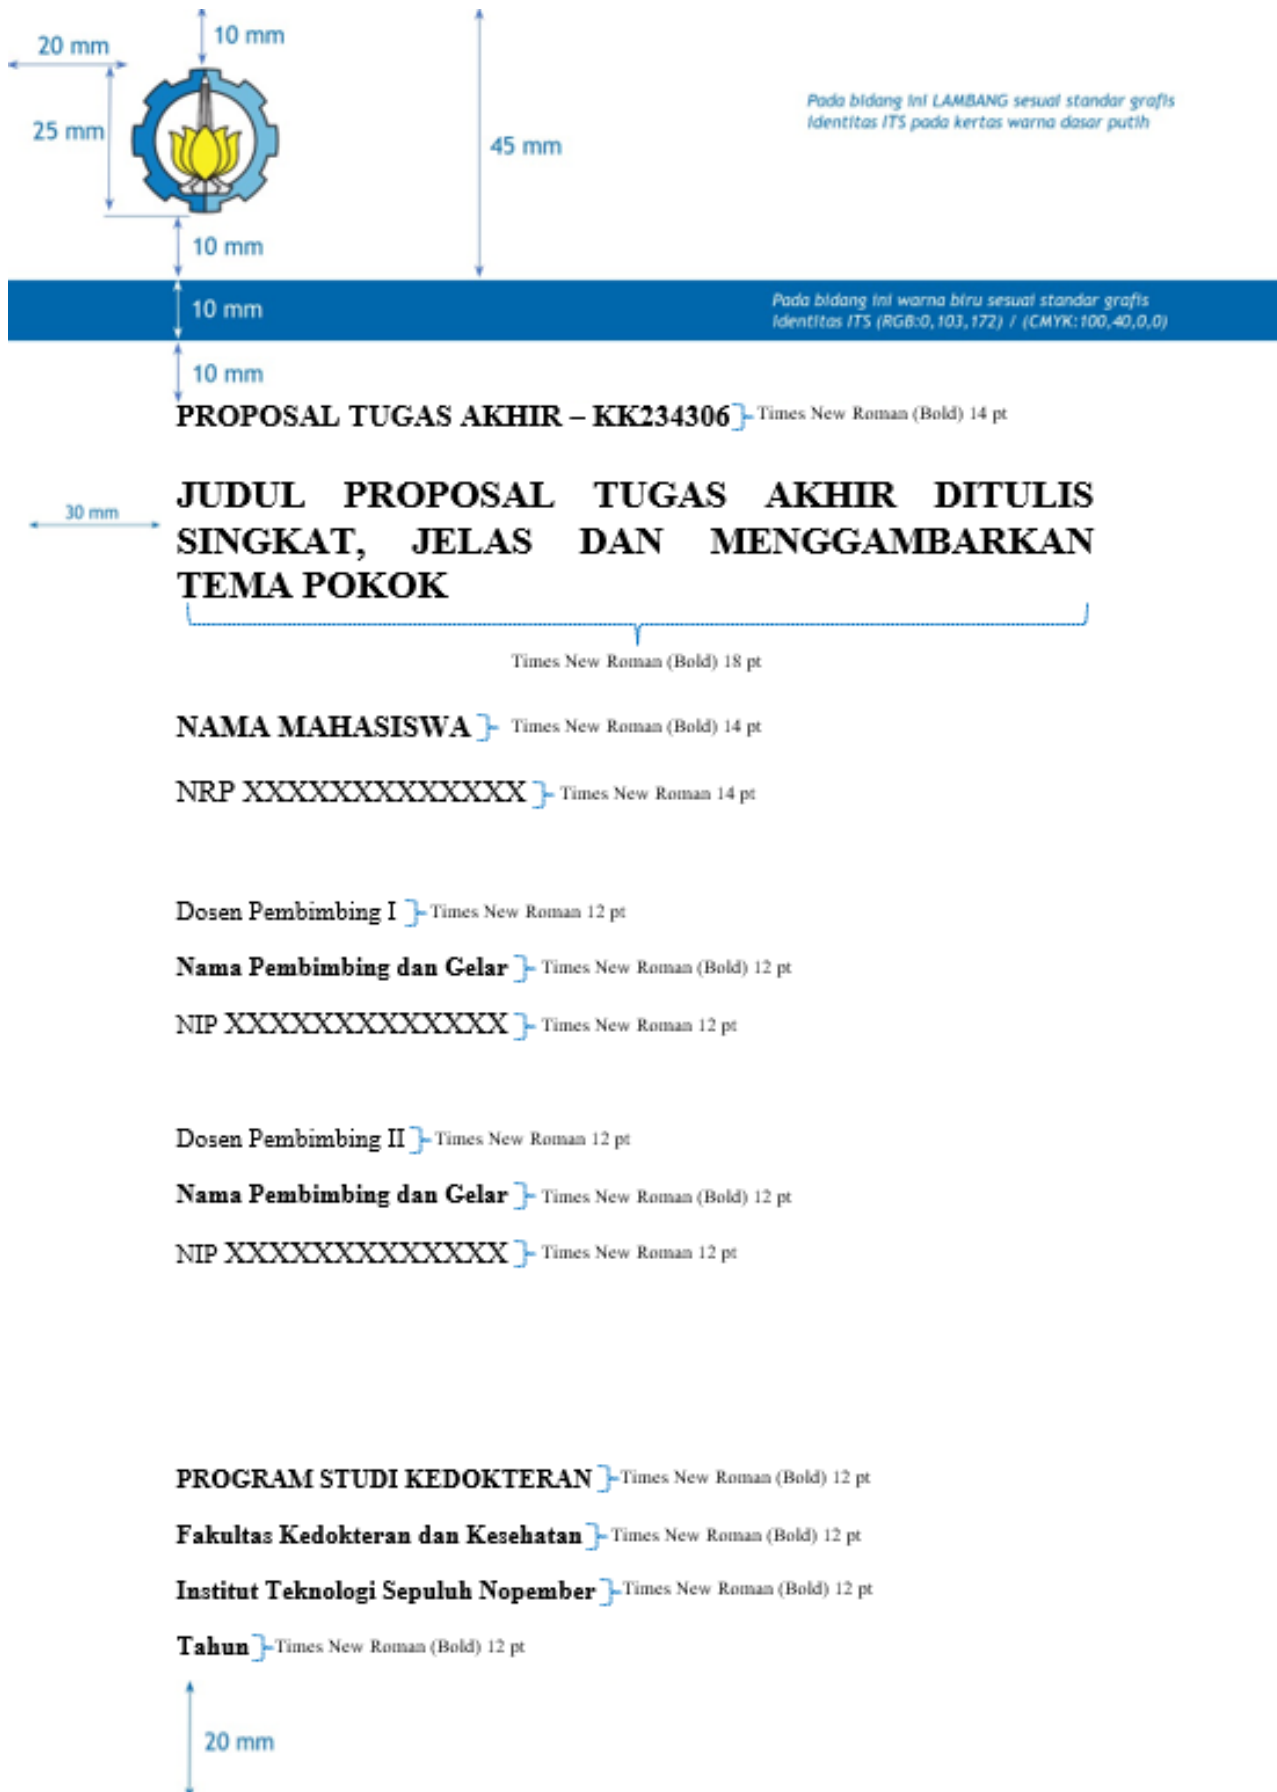 10 mm
20 mm
25 mm
45 mm
Pada bidang ini LAMBANG sesuai standar grafis
Identitas ITS pada kertas warna dasar putih
10 mm
10 mm
Pada bidang ini warna biru sesuai standar grafis
Identitas ITS (RGB:0,103,172) / (CMYK:100,40,0,0)
10 mm
PROPOSAL TUGAS AKHIR – KK234306 Times New Roman (Bold) 14 pt
30 mm
JUDUL PROPOSAL TUGAS AKHIR DITULIS
SINGKAT, JELAS DAN MENGGAMBARKAN
TEMA POKOK
Times New Roman (Bold) 18 pt
NAMA MAHASISWA Times New Roman (Bold) 14 pt
NRP XXXXXXXXXXXXX Times New Roman 14 pt
Dosen Pembimbing I Times New Roman 12 pt
Nama Pembimbing dan Gelar Times New Roman (Bold) 12 pt
NIP XXXXXXXXXXXXX Times New Roman 12 pt
Dosen Pembimbing II Times New Roman 12 pt
Nama Pembimbing dan Gelar Times New Roman (Bold) 12 pt
NIP XXXXXXXXXXXXX Times New Roman 12 pt
PROGRAM STUDI KEDOKTERAN Times New Roman (Bold) 12 pt
Fakultas Kedokteran dan Kesehatan Times New Roman (Bold) 12 pt
Institut Teknologi Sepuluh Nopember Times New Roman (Bold) 12 pt
Tahun Times New Roman (Bold) 12 pt
20 mm